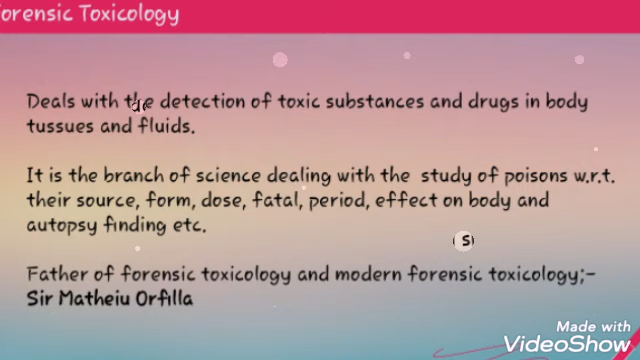 orensic Toxicology
Deals with the detection of toxic substances and drugs in body
tussues and fluids.
It is the branch of science dealing with the study of poisons w.r.t.
their source, form, dose, fatal, period, effect on body and
autopsy finding etc.
S
Father of forensic toxicology and modern forensic toxicology;-
Sir Matheiu Orfilla
Made with
VideoShow